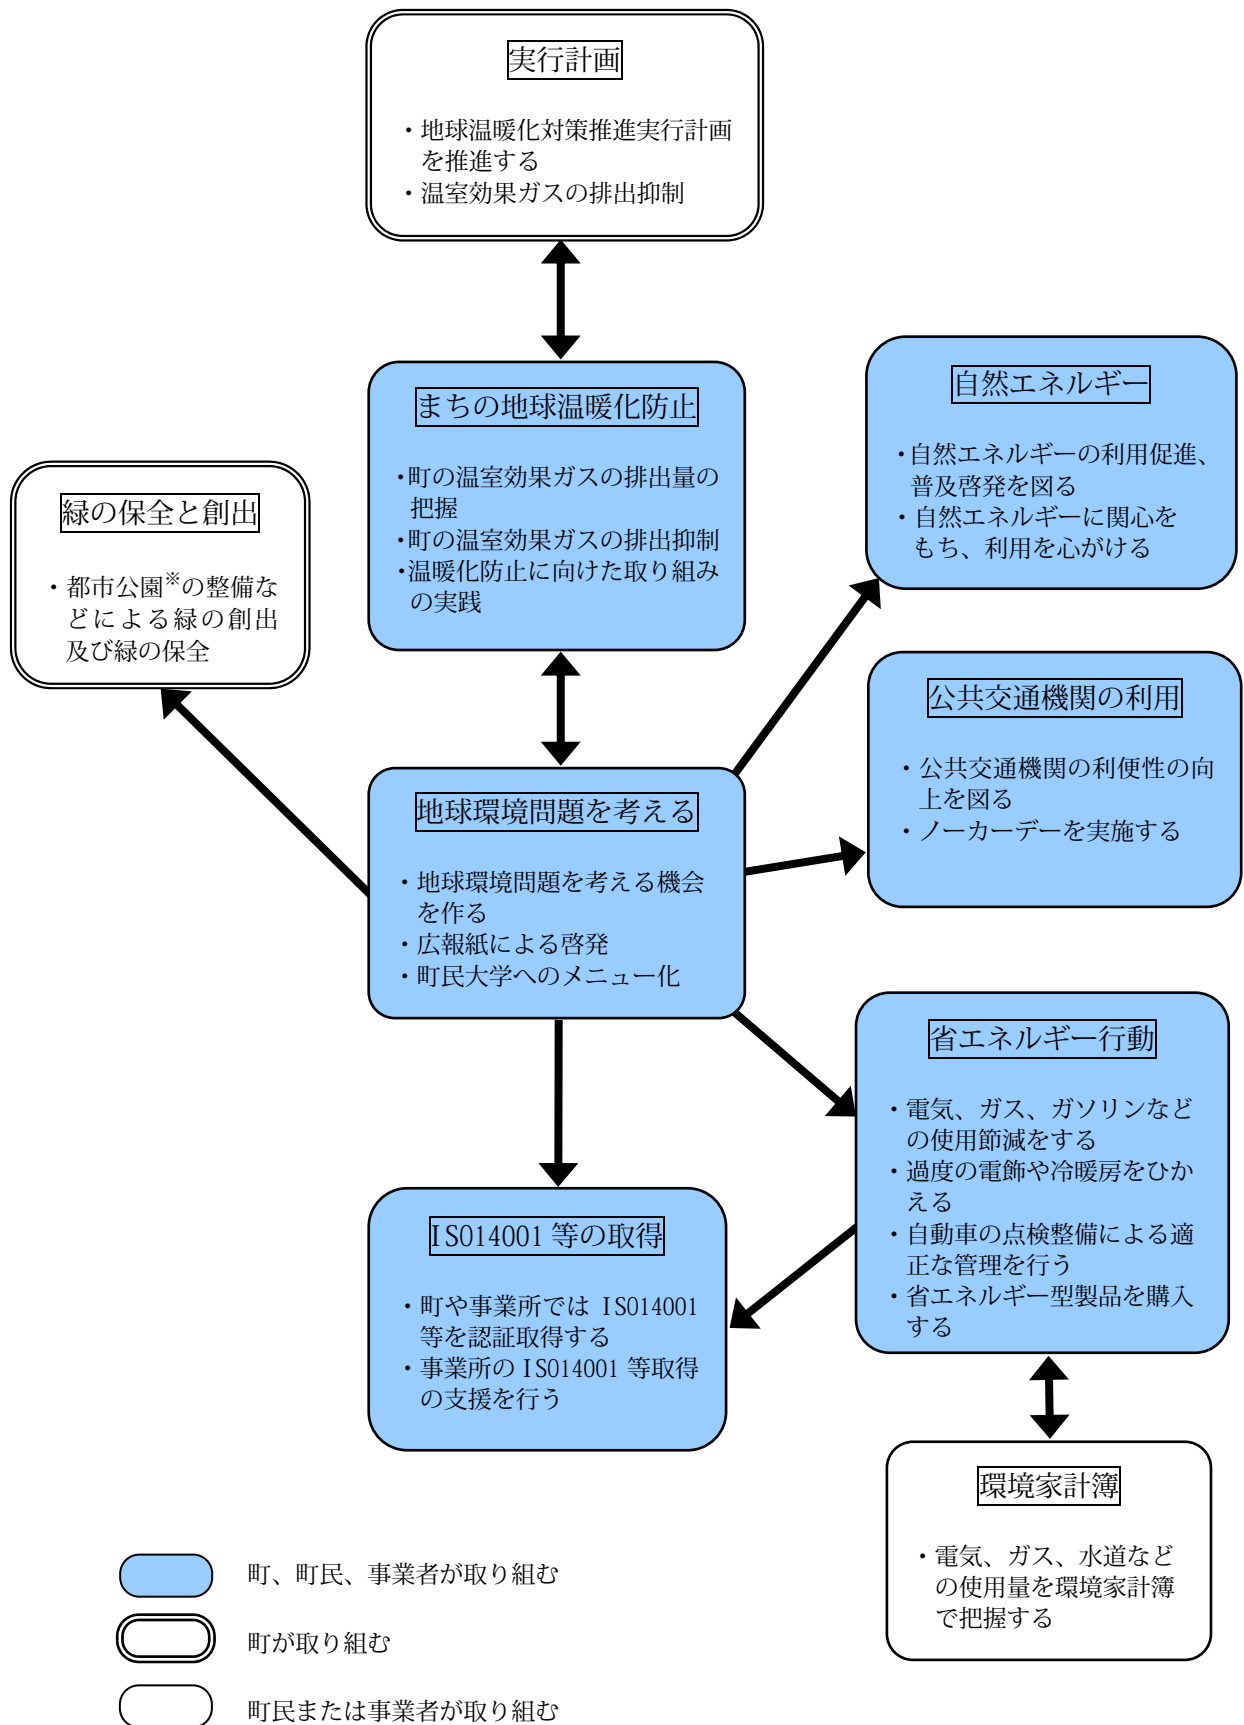 実行計画
・地球温暖化対策推進実行計画
を推進する
・温室効果ガスの排出抑制
まちの地球温暖化防止
・町の温室効果ガスの排出量の
把握
・町の温室効果ガスの排出抑制
・温暖化防止に向けた取り組み
の実践
自然エネルギー
・自然エネルギーの利用促進、
普及啓発を図る
・自然エネルギーに関心を
もち、利用を心がける
緑の保全と創出
・都市公園※の整備な
どによる緑の創出
及び緑の保全
公共交通機関の利用
・公共交通機関の利便性の向
上を図る
・ノーカーデーを実施する
地球環境問題を考える
・地球環境問題を考える機会
を作る
・広報紙による啓発
・町民大学へのメニュー化
省エネルギー行動
・電気、ガス、ガソリンなど
の使用節減をする
・過度の電飾や冷暖房をひか
える
・自動車の点検整備による適
正な管理を行う
・省エネルギー型製品を購入
する
ISO14001 等の取得
・町や事業所では ISO14001
等を認証取得する
・事業所の ISO14001 等取得
の支援を行う
環境家計簿
・電気、ガス、水道など
の使用量を環境家計簿
で把握する
町、町民、事業者が取り組む
町が取り組む
町民または事業者が取り組む